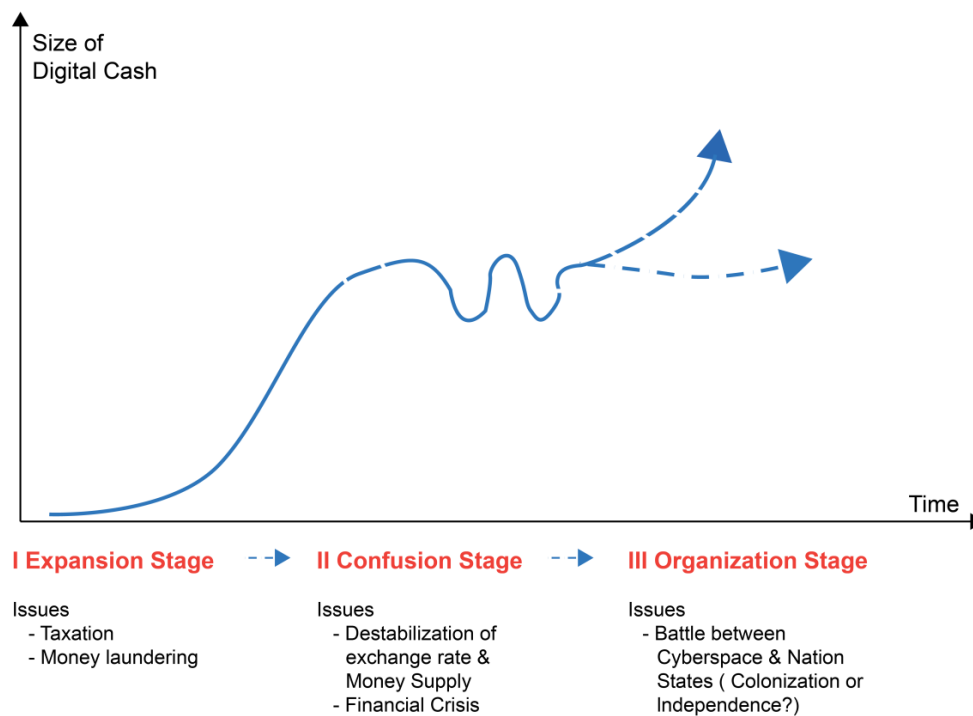 Size of
Digital Cash
Time
I Expansion Stage
II Confusion Stage
III Organization Stage
Issues
- Taxation
- Money laundering
Issues
- Destabilization of
exchange rate &
Money Supply
- Financial Crisis
Issues
- Battle between
Cyberspace & Nation
States ( Colonization or
Independence?)